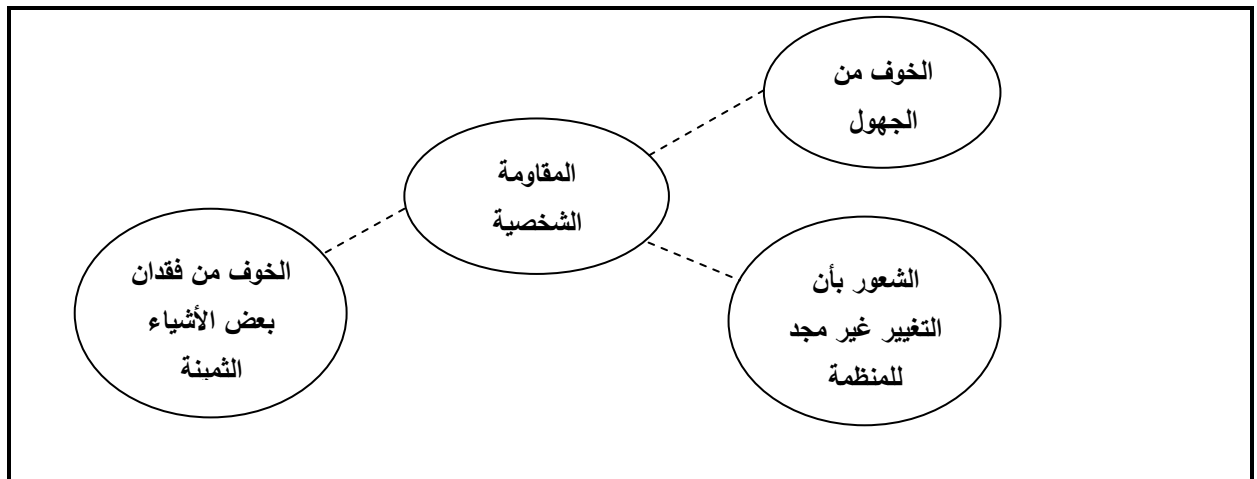 الخوف من
الجهول
المقاومة
الشخصية
الشعور بأن
التغيير غير مجد
للمنظمة
الخوف من فقدان
بعض الأشياء
الثمينة